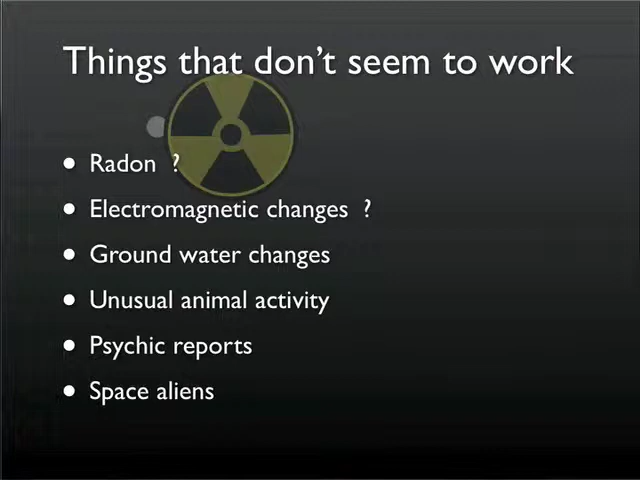 Things that don't seem to work
• Radon ?
• Electromagnetic changes ?
• Ground water changes
• Unusual animal activity
• Psychic reports
• Space aliens